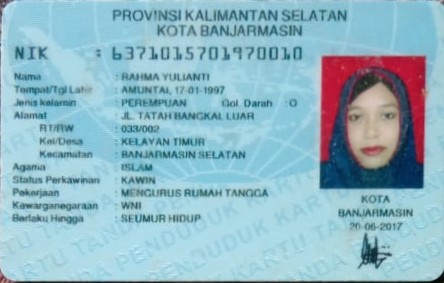 PROVINSI KALIMANTAN SELATAN
KOTA BANJARMASIN
NIK : 6371015701970010
Nama : RAHMA YULIANTI
Tempat/Tgl Lahir : AMUNTAI, 17-01-1997
Jenis kelamin : PEREMPUAN Gol. Darah : O
Alamat : JL. TATAH BANGKAL LUAR
RT/RW : 033/002
Kel/Desa : KELAYAN TIMUR
Kecamatan : BANJARMASIN SELATAN
Agama : ISLAM
Status Perkawinan : KAWIN
Pekerjaan : MENGURUS RUMAH TANGGA
Kewarganegaraan : WNI
Berlaku Hingga : SEUMUR HIDUP
KOTA
BANJARMASIN
20-06-2017